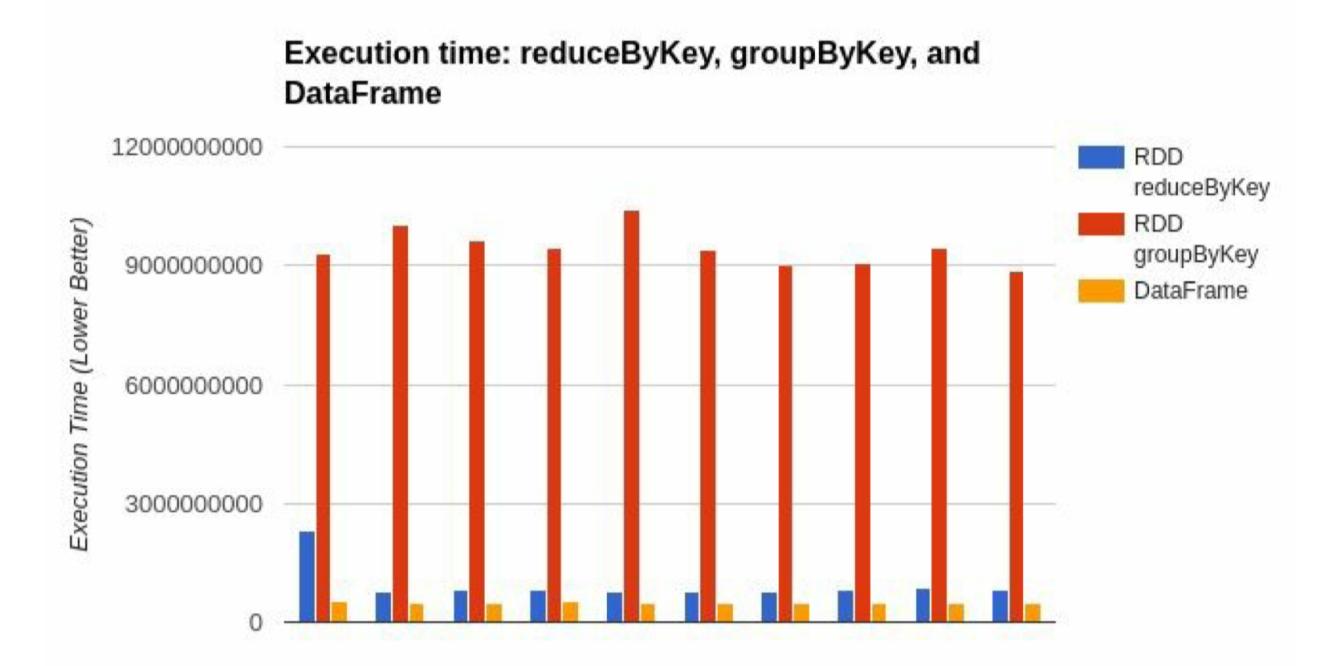 Execution time: reduceByKey, groupByKey, and
DataFrame
12000000000
9000000000
6000000000
3000000000
0
Execution Time (Lower Better)
RDD
reduceByKey
RDD
groupByKey
DataFrame